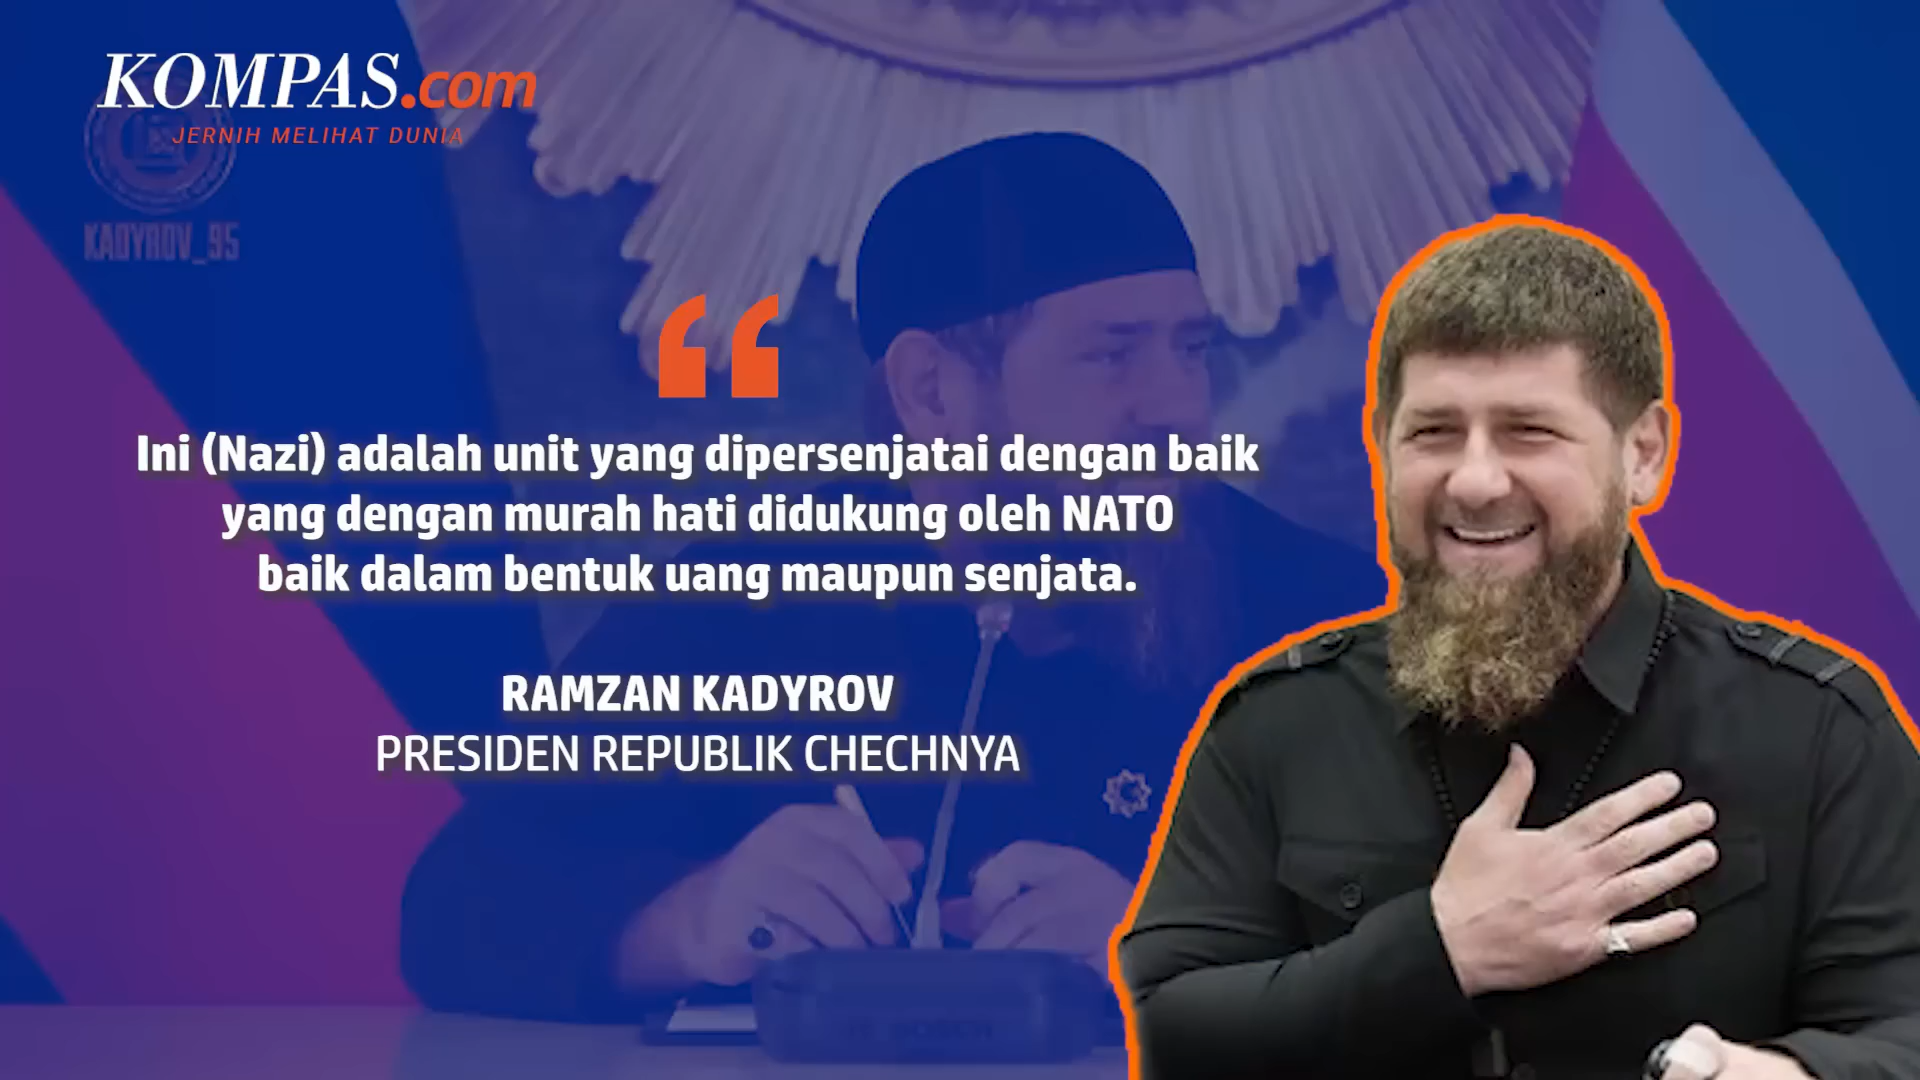 KOMPAS.com
JERNIH MELIHAT DUNIA
KADYROV_95
Ini (Nazi) adalah unit yang dipersenjatai dengan baik
yang dengan murah hati didukung oleh NATO
baik dalam bentuk uang maupun senjata.
RAMZAN KADYROV
PRESIDEN REPUBLIK CHECHNYA